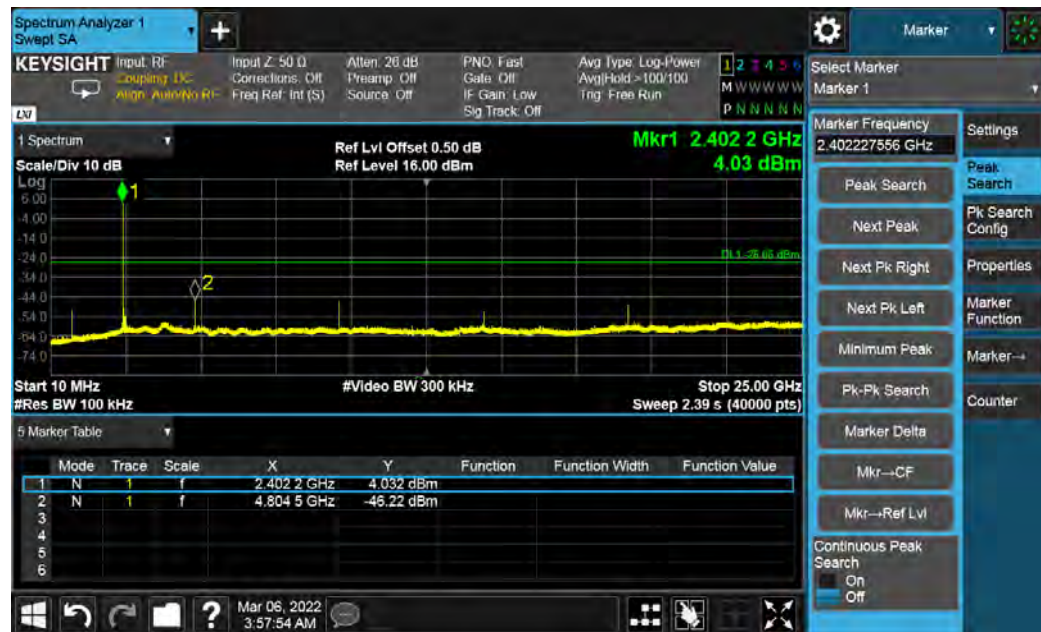 Spectrum Analyzer 1
Swept SA
+
Marker
KEYSIGHT
Input: RF
Coupling: DC
Align: Auto/No RF
Input Z: 50 Ω
Corrections: Off
Freq Ref: Int (S)
Atten: 26 dB
Preamp: Off
Source: Off
PNO: Fast
Gate: Off
IF Gain: Low
Sig Track: Off
Avg Type: Log-Power
Avg|Hold:>100/100
Trig: Free Run
1 2 3 4 5 6
M W W W W W
P N N N N N
LXI
Select Marker
Marker 1
1 Spectrum
Scale/Div 10 dB
Ref Lvl Offset 0.50 dB
Ref Level 16.00 dBm
Mkr1 2.402 2 GHz
4.03 dBm
Log
6.00
-4.00
-14.0
-24.0
-34.0
-44.0
-54.0
-64.0
-74.0
1
2
Start 10 MHz
#Res BW 100 kHz
#Video BW 300 kHz
Stop 25.00 GHz
Sweep 2.39 s (40000 pts)
5 Marker Table
Mode Trace Scale X Y Function Function Width Function Value
1 N 1 f 2.402 2 GHz 4.032 dBm
2 N 1 f 4.804 5 GHz -46.22 dBm
3
4
5
6
Marker Frequency
2.402227556 GHz
Peak Search
Next Peak
Next Pk Right
Next Pk Left
Minimum Peak
Pk-Pk Search
Marker Delta
Mkr→CF
Mkr→Ref Lvl
Continuous Peak
Search
On
Off
Settings
Peak
Search
Pk Search
Config
Properties
Marker
Function
Marker→
Counter
?
Mar 06, 2022
3:57:54 AM